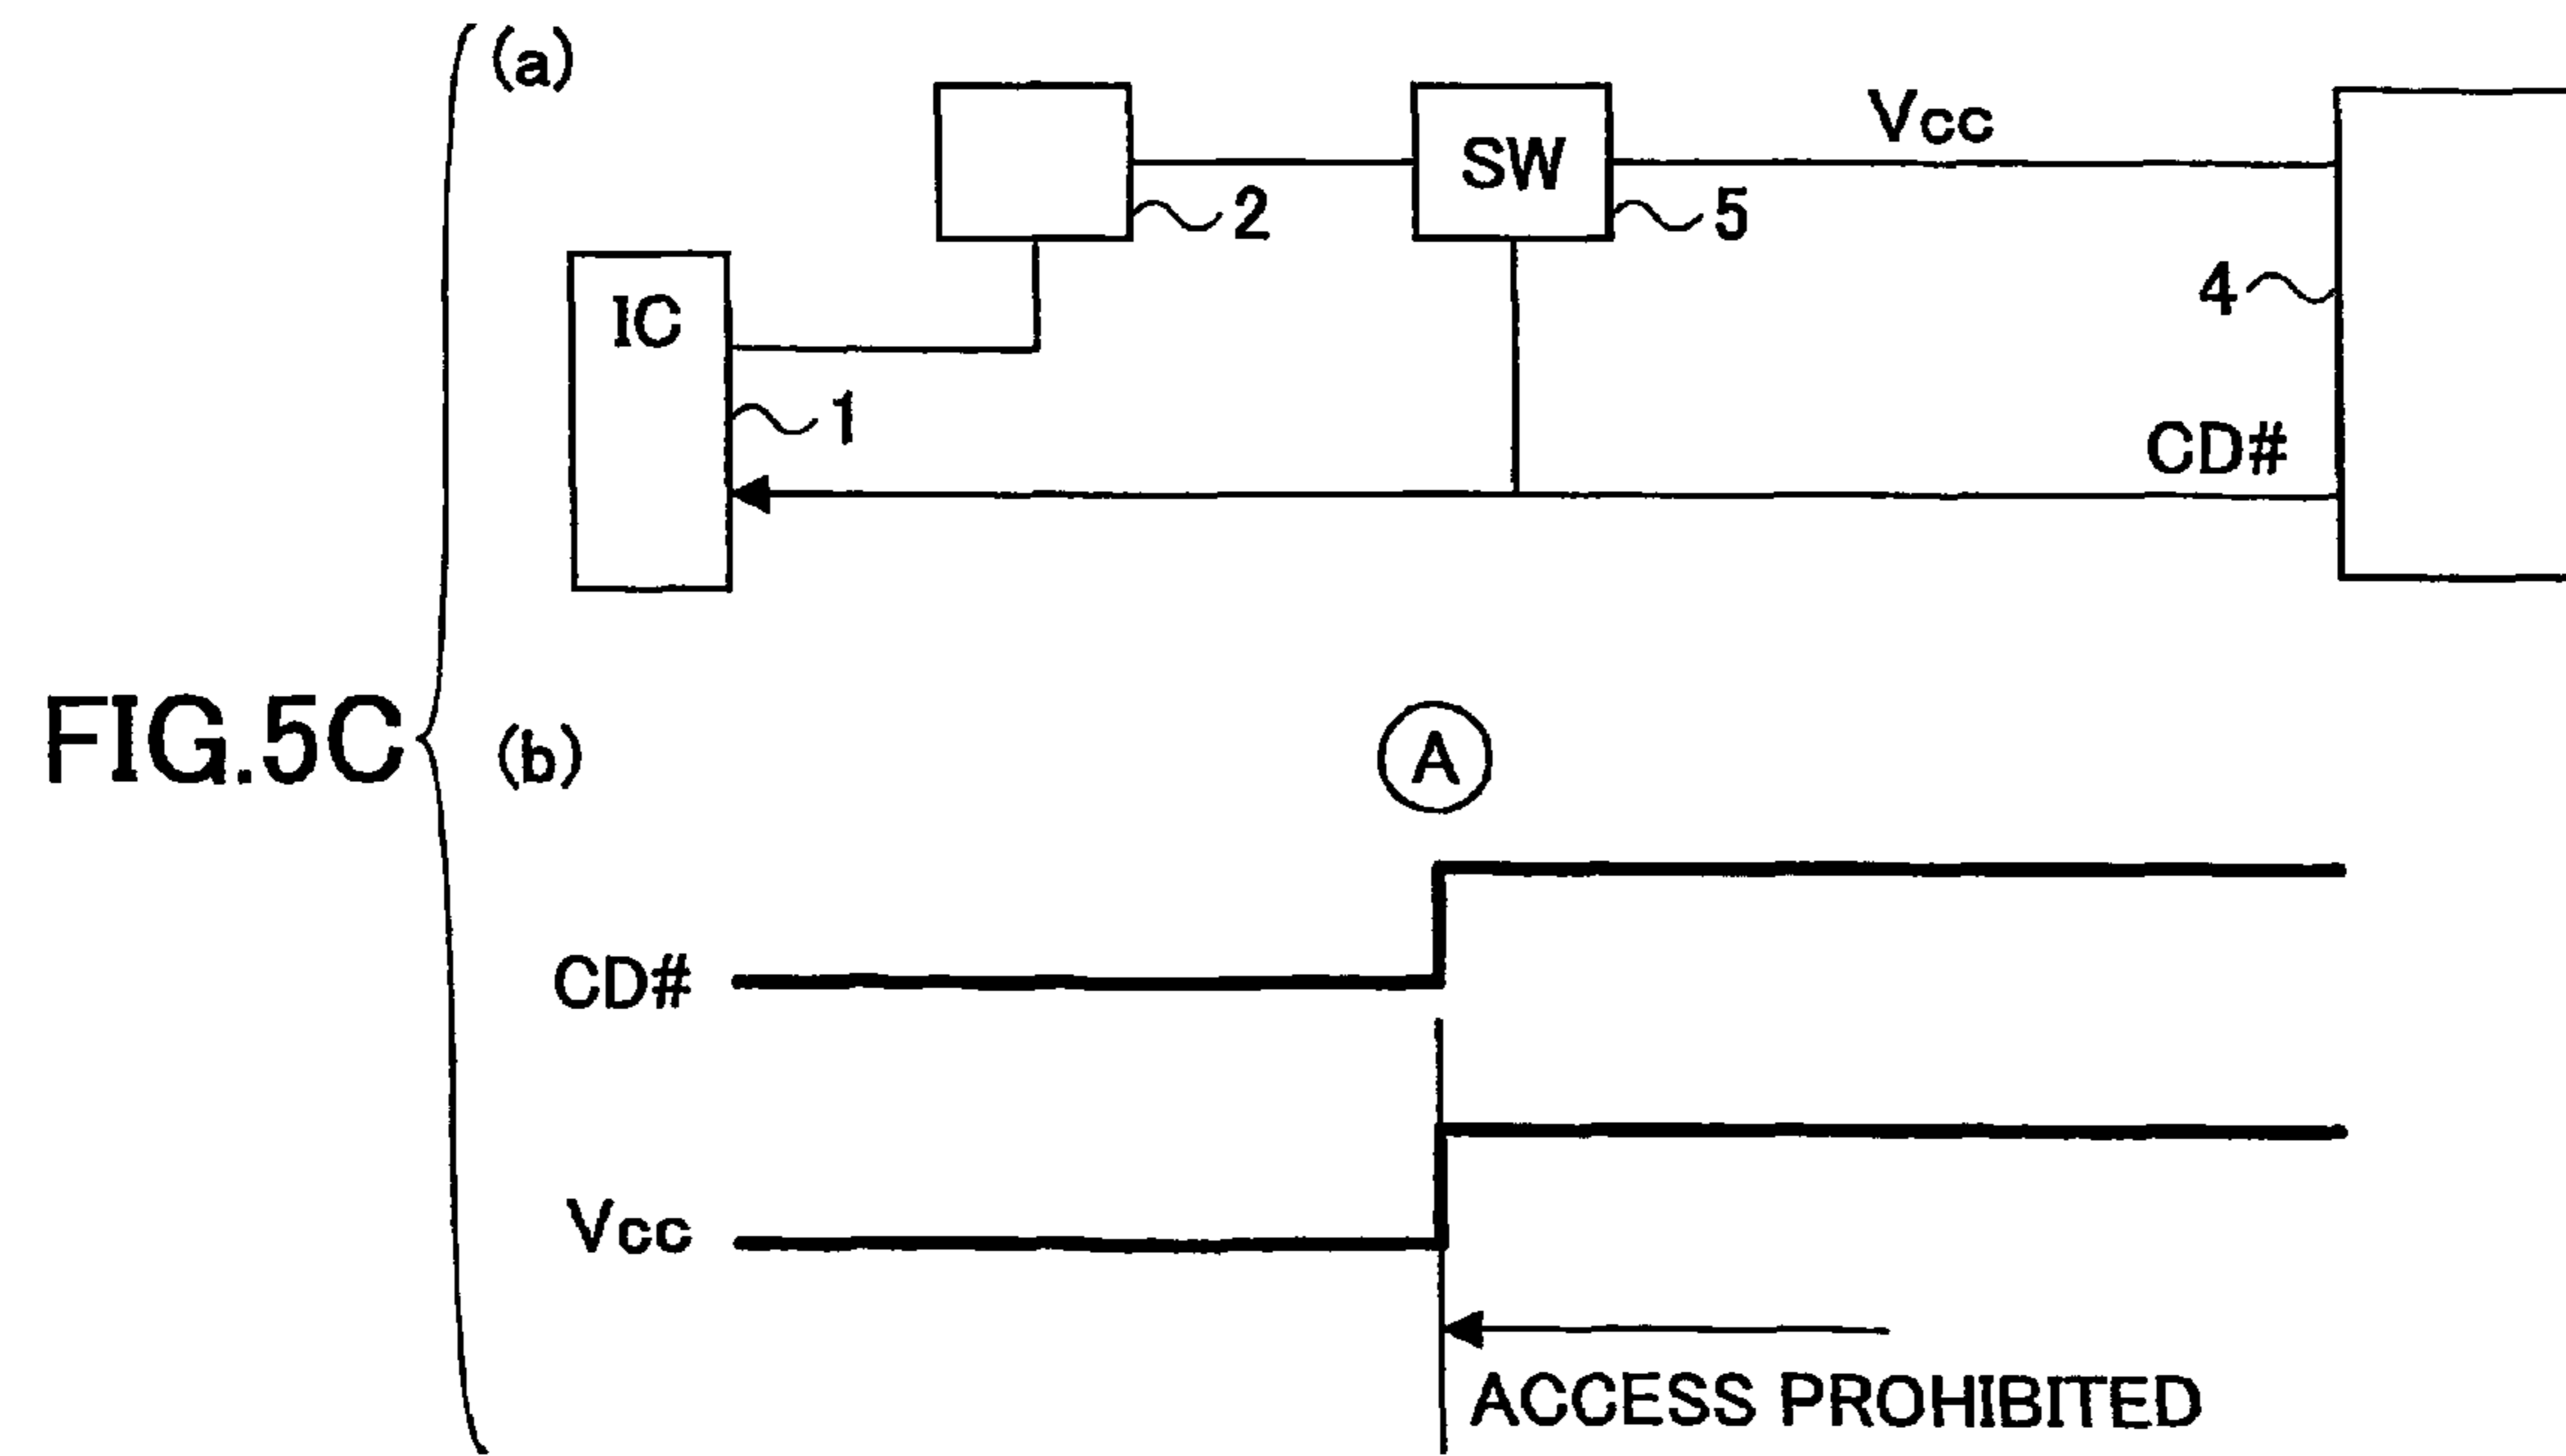 FIG.5C
(a)
SW
Vcc
2
5
IC
4
1
CD#
(b)
A
CD#
Vcc
ACCESS PROHIBITED